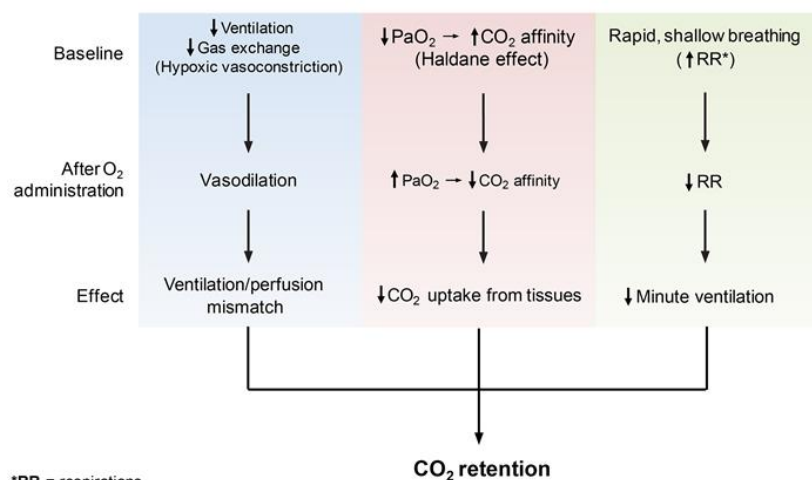 Baseline
↓Ventilation
↓Gas exchange
(Hypoxic vasoconstriction)
↓PaO₂ → ↑CO₂ affinity
(Haldane effect)
Rapid, shallow breathing
(↑RR*)
After O₂
administration
Vasodilation
↑PaO₂ → ↓CO₂ affinity
↓RR
Effect
Ventilation/perfusion
mismatch
↓CO₂ uptake from tissues
↓Minute ventilation
CO₂ retention
*RR = respirations